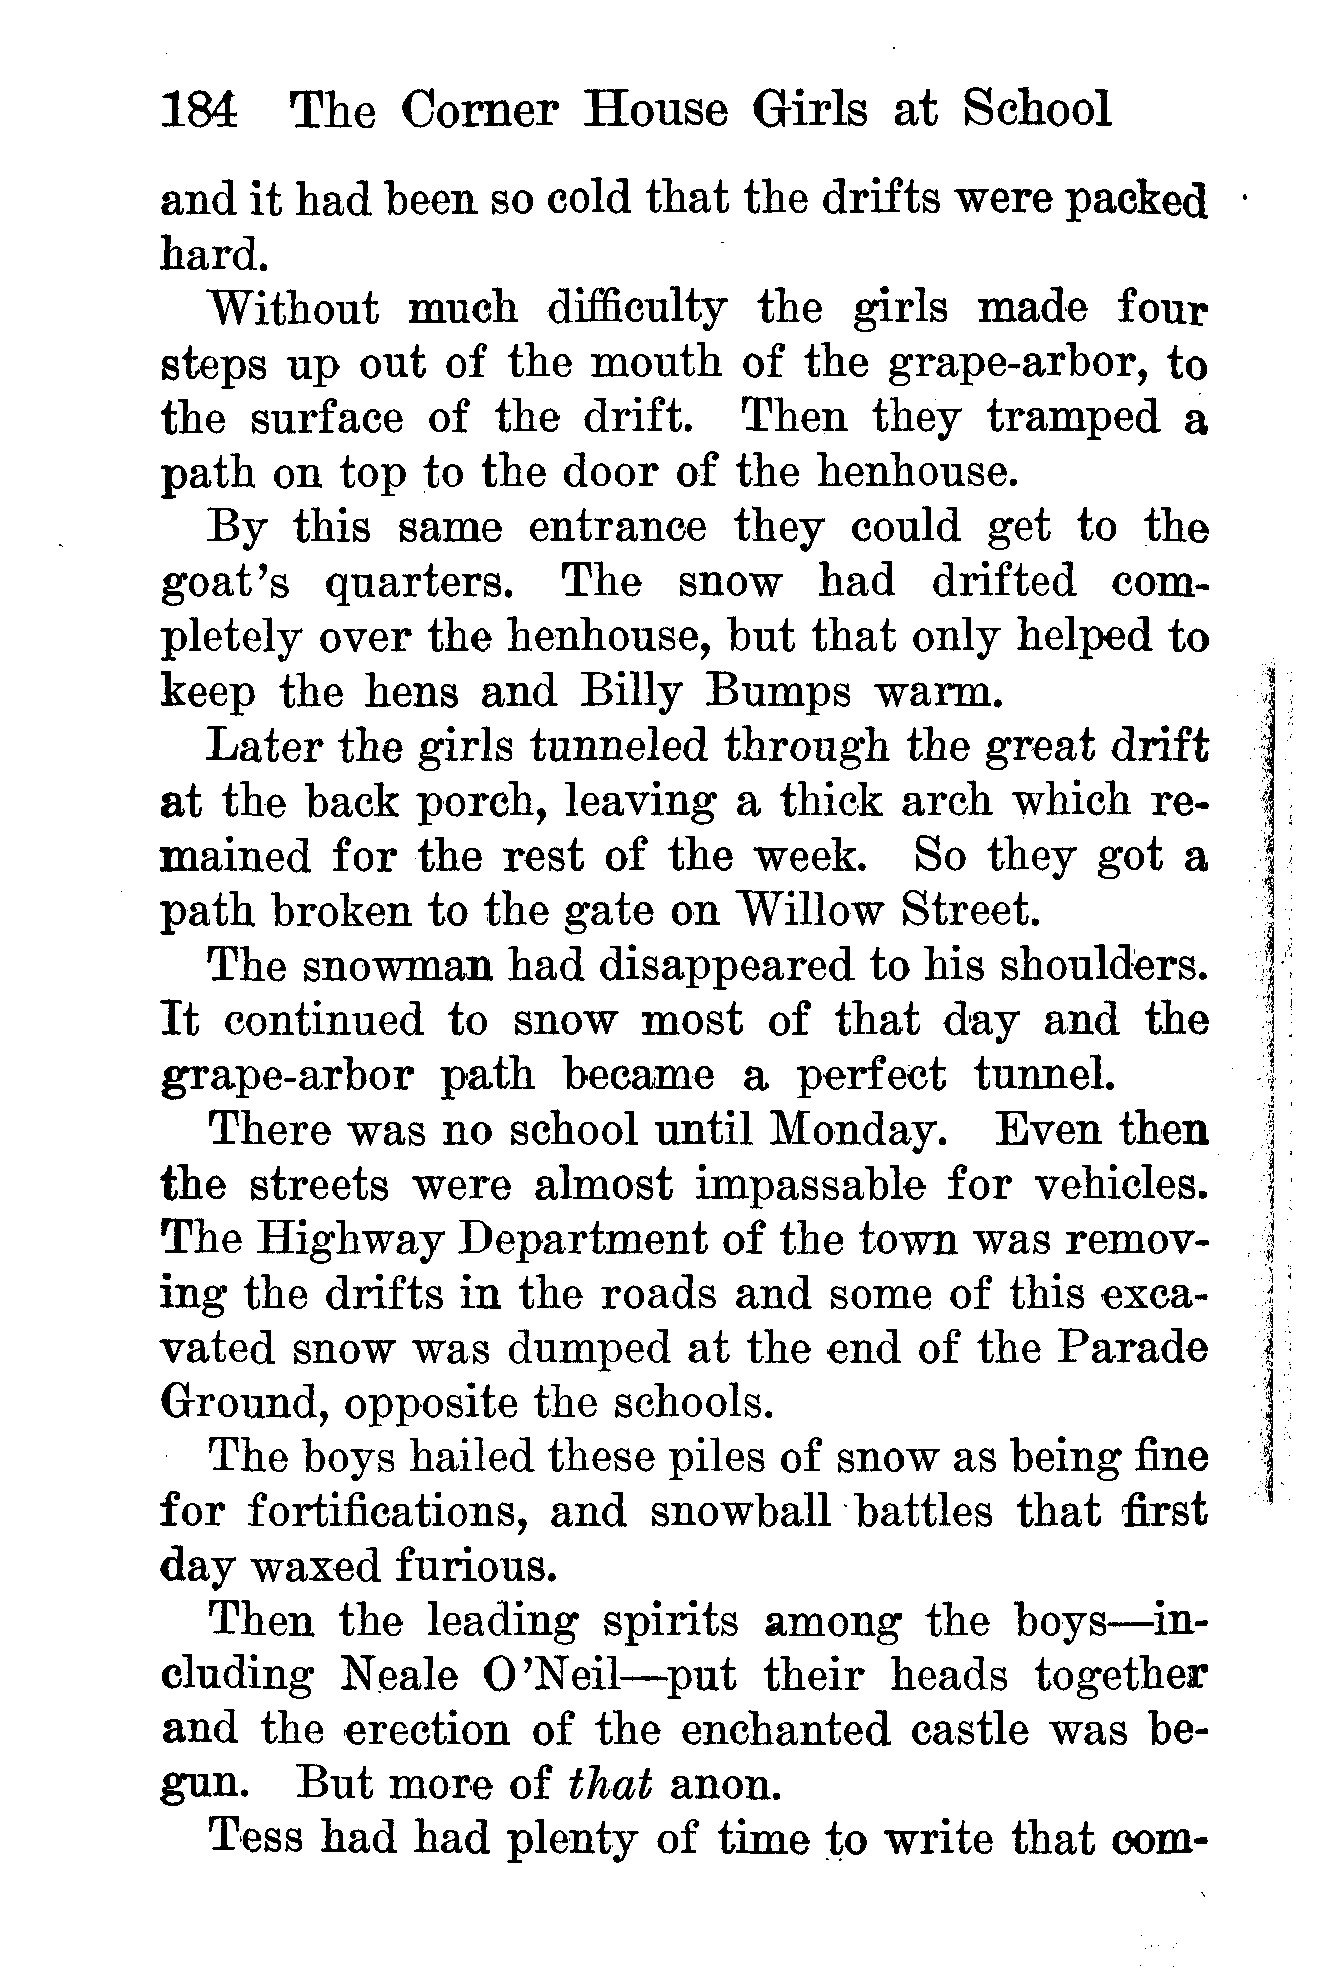 184 The Corner House Girls at School
and it had been so cold that the drifts were packed
hard.
Without much difficulty the girls made four
steps up out of the mouth of the grape-arbor, to
the surface of the drift. Then they tramped a
path on top to the door of the henhouse.
By this same entrance they could get to the
goat's quarters. The snow had drifted com-
pletely over the henhouse, but that only helped to
keep the hens and Billy Bumps warm.
Later the girls tunneled through the great drift
at the back porch, leaving a thick arch which re-
mained for the rest of the week. So they got a
path broken to the gate on Willow Street.
The snowman had disappeared to his shoulders.
It continued to snow most of that day and the
grape-arbor path became a perfect tunnel.
There was no school until Monday. Even then
the streets were almost impassable for vehicles.
The Highway Department of the town was remov-
ing the drifts in the roads and some of this exca-
vated snow was dumped at the end of the Parade
Ground, opposite the schools.
The boys hailed these piles of snow as being fine
for fortifications, and snowball battles that first
day waxed furious.
Then the leading spirits among the boys—in-
cluding Neale O'Neil—put their heads together
and the erection of the enchanted castle was be-
gun. But more of that anon.
Tess had had plenty of time to write that com-